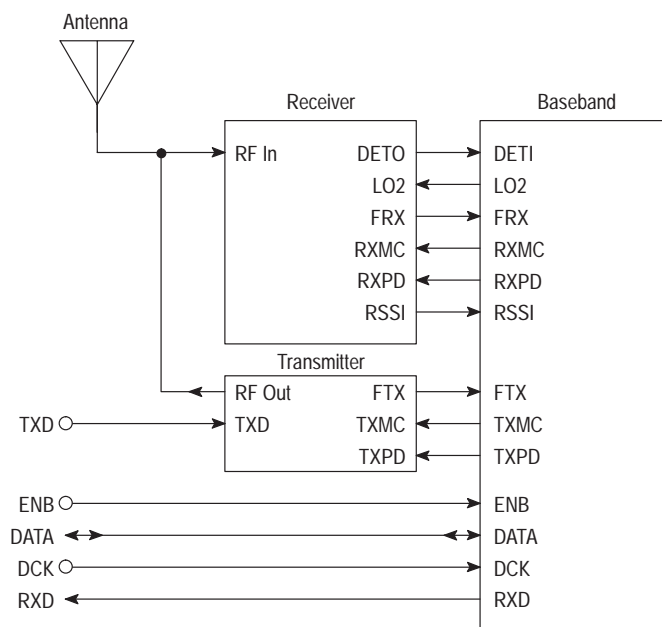 Antenna
Receiver Baseband
RF In DETO DETI
LO2 LO2
FRX FRX
RXMC RXMC
RXPD RXPD
RSSI RSSI
Transmitter
RF Out FTX FTX
TXD TXD TXMC TXMC
TXPD TXPD
ENB ENB
DATA DATA
DCK DCK
RXD RXD